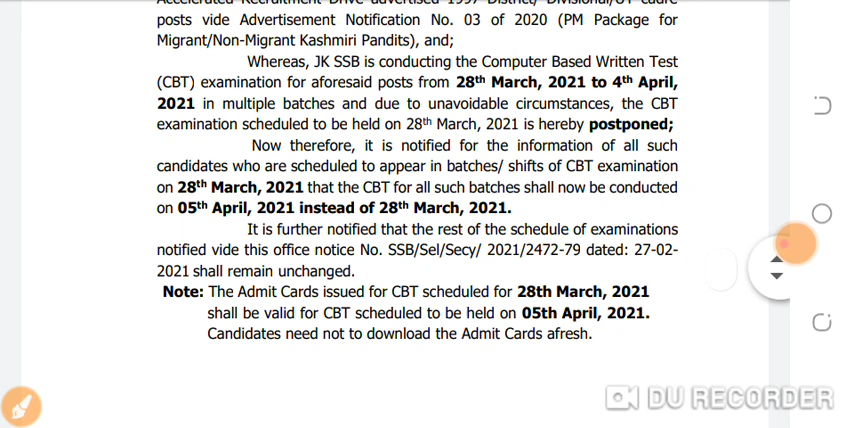 Accelerated Recruitment Drive advertised 1997 District/ Divisional/UT cadre
posts vide Advertisement Notification No. 03 of 2020 (PM Package for
Migrant/Non-Migrant Kashmiri Pandits), and;
Whereas, JK SSB is conducting the Computer Based Written Test
(CBT) examination for aforesaid posts from 28th March, 2021 to 4th April,
2021 in multiple batches and due to unavoidable circumstances, the CBT
examination scheduled to be held on 28th March, 2021 is hereby postponed;
Now therefore, it is notified for the information of all such
candidates who are scheduled to appear in batches/ shifts of CBT examination
on 28th March, 2021 that the CBT for all such batches shall now be conducted
on 05th April, 2021 instead of 28th March, 2021.
It is further notified that the rest of the schedule of examinations
notified vide this office notice No. SSB/Sel/Secy/ 2021/2472-79 dated: 27-02-
2021 shall remain unchanged.
Note: The Admit Cards issued for CBT scheduled for 28th March, 2021
shall be valid for CBT scheduled to be held on 05th April, 2021.
Candidates need not to download the Admit Cards afresh.
DU RECORDER